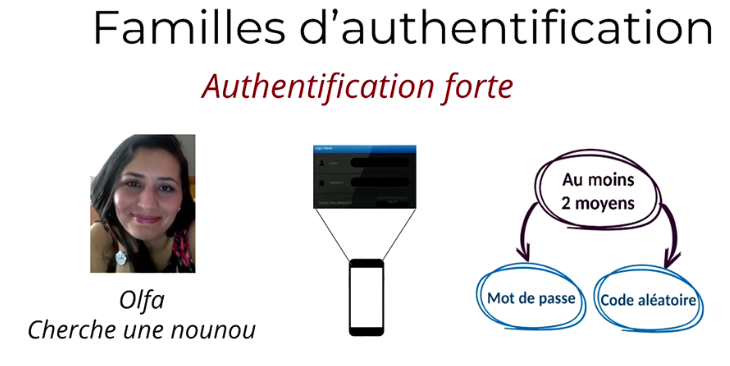 Familles d'authentification
Authentification forte
Olfa
Cherche une nounou
Au moins
2 moyens
Mot de passe
Code aléatoire